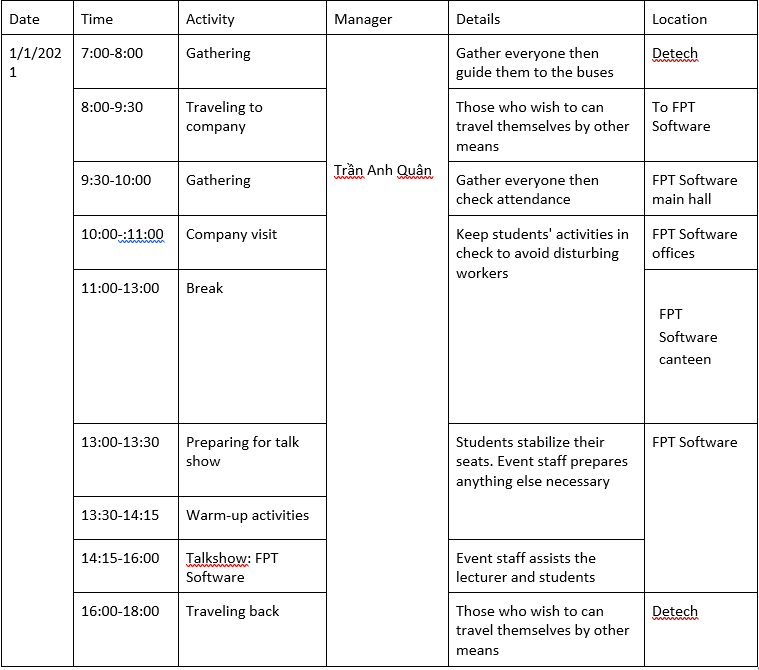 Date Time Activity Manager Details Location
1/1/202
1
7:00-8:00 Gathering Gather everyone then Detech
guide them to the buses
8:00-9:30 Traveling to Those who wish to can To FPT
company travel themselves by other Software
means
Trần Anh Quân
9:30-10:00 Gathering Gather everyone then FPT Software
check attendance main hall
10:00-:11:00 Company visit Keep students' activities in FPT Software
check to avoid disturbing offices
workers
11:00-13:00 Break
FPT
Software
canteen
13:00-13:30 Preparing for talk Students stabilize their FPT Software
show seats. Event staff prepares
anything else necessary
13:30-14:15 Warm-up activities
14:15-16:00 Talkshow: FPT Event staff assists the
Software lecturer and students
16:00-18:00 Traveling back Those who wish to can Detech
travel themselves by other
means